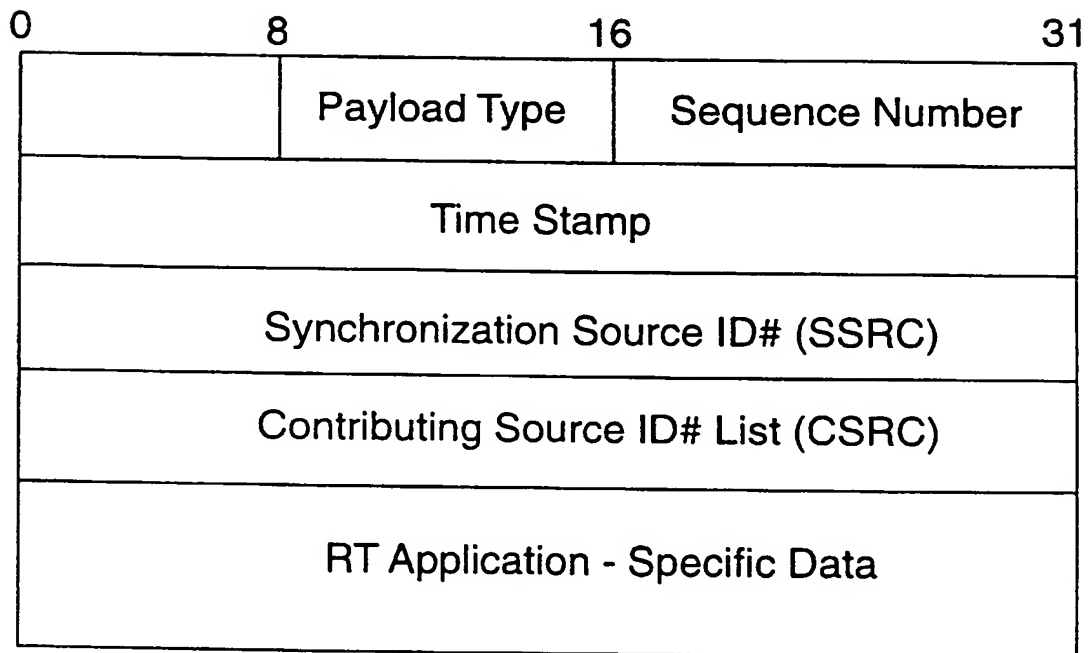 0 8 16 31
Payload Type Sequence Number
Time Stamp
Synchronization Source ID# (SSRC)
Contributing Source ID# List (CSRC)
RT Application - Specific Data